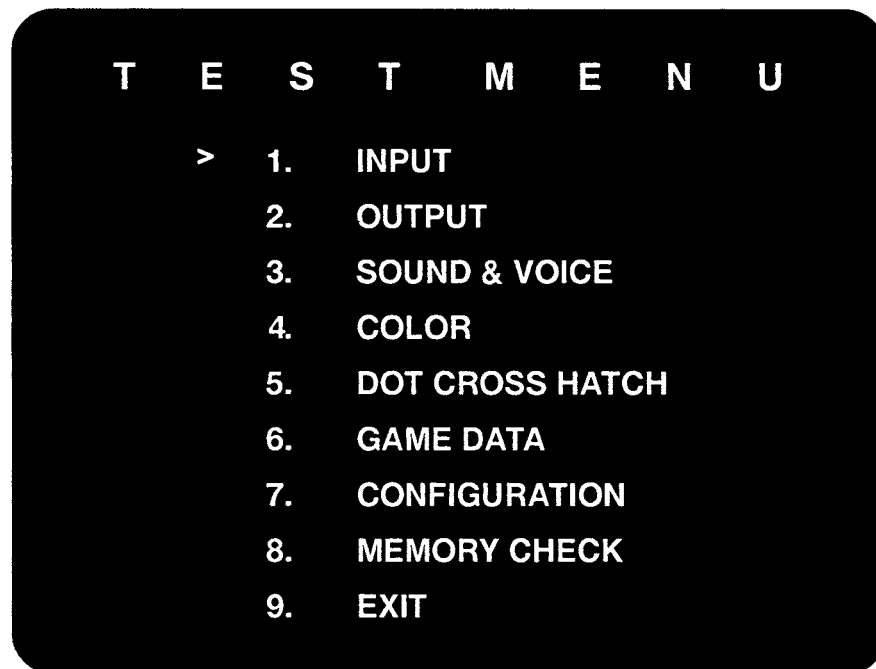 T E S T M E N U
> 1. INPUT
2. OUTPUT
3. SOUND & VOICE
4. COLOR
5. DOT CROSS HATCH
6. GAME DATA
7. CONFIGURATION
8. MEMORY CHECK
9. EXIT